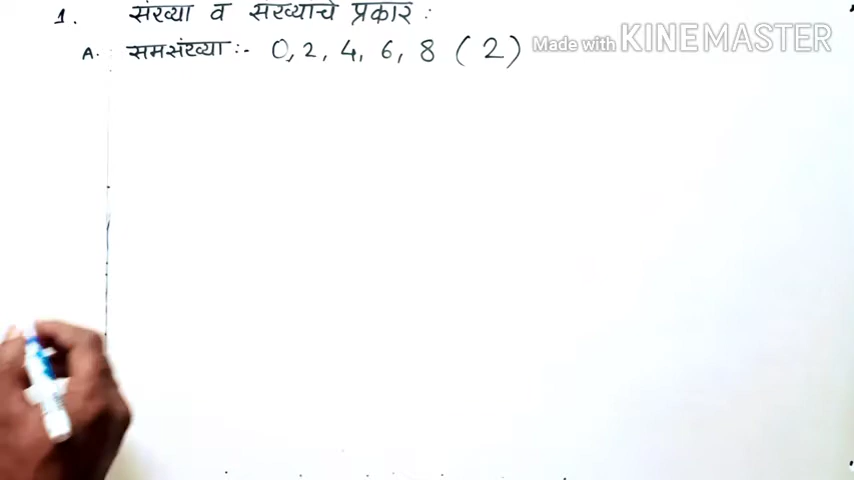 1. संख्या व संख्याचे प्रकार :
A. समसंख्या :- 0, 2, 4, 6, 8 ( 2 )
Made with KINEMASTER